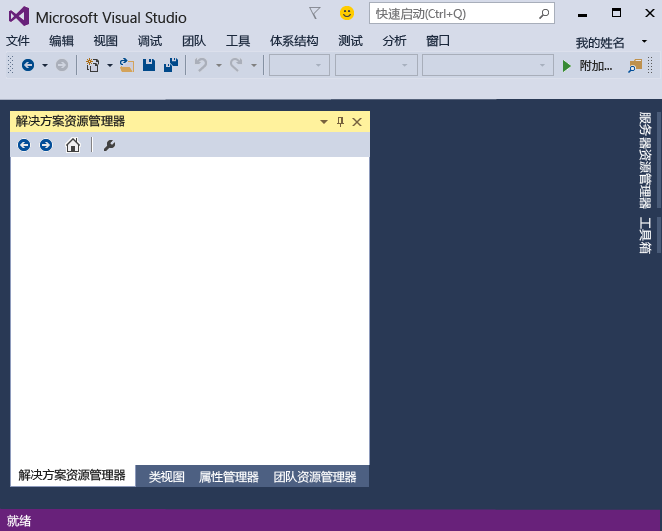 Microsoft Visual Studio
快速启动(Ctrl+Q)
文件 编辑 视图 调试 团队 工具 体系结构 测试 分析 窗口
我的姓名
附加...
解决方案资源管理器
服务器资源管理器
工具箱
解决方案资源管理器 类视图 属性管理器 团队资源管理器
就绪